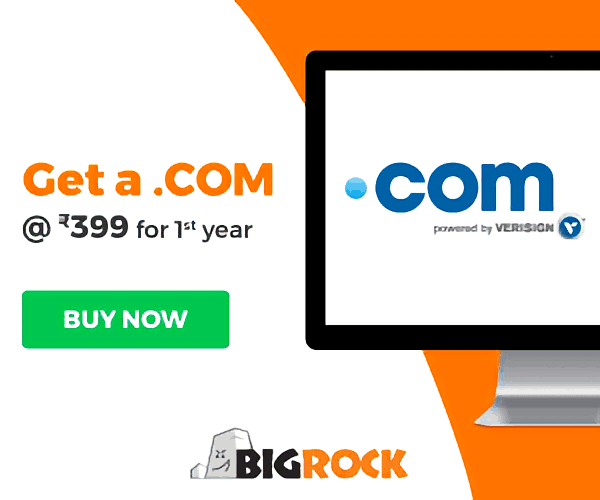 Get a .COM
@ ₹399 for 1st year
BUY NOW
.com
powered by VERISIGN
BIGROCK